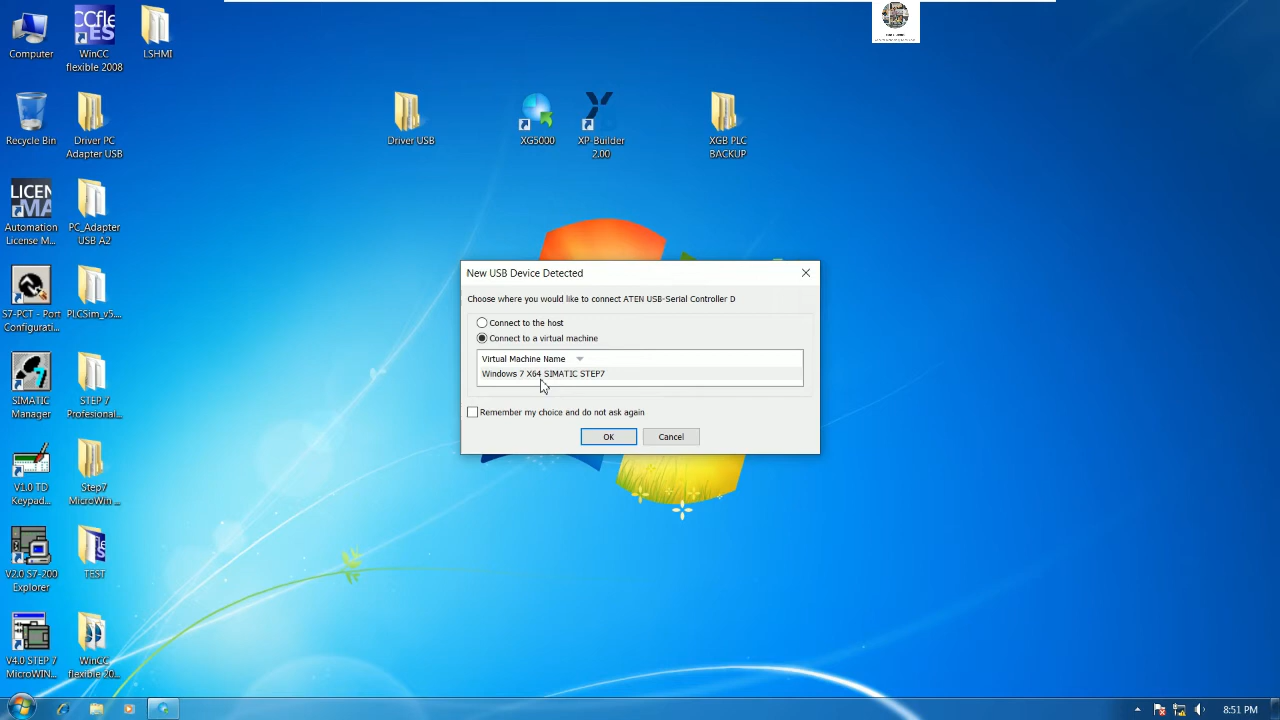 Computer
WinCC
flexible 2008
LSHMI
Recycle Bin
Driver PC
Adapter USB
Driver USB
XG5000
XP-Builder
2.00
XGB PLC
BACKUP
Automation
License M...
PC_Adapter
USB A2
S7-PCT - Port
Configurati...
PLCSim_v5....
SIMATIC
Manager
STEP 7
Profesional...
V1.0 TD
Keypad...
Step7
MicroWin ...
V2.0 S7-200
Explorer
TEST
V4.0 STEP 7
MicroWIN...
WinCC
flexible 20...
New USB Device Detected
Choose where you would like to connect ATEN USB-Serial Controller D
Connect to the host
Connect to a virtual machine
Virtual Machine Name
Windows 7 X64 SIMATIC STEP7
Remember my choice and do not ask again
OK
Cancel
8:51 PM